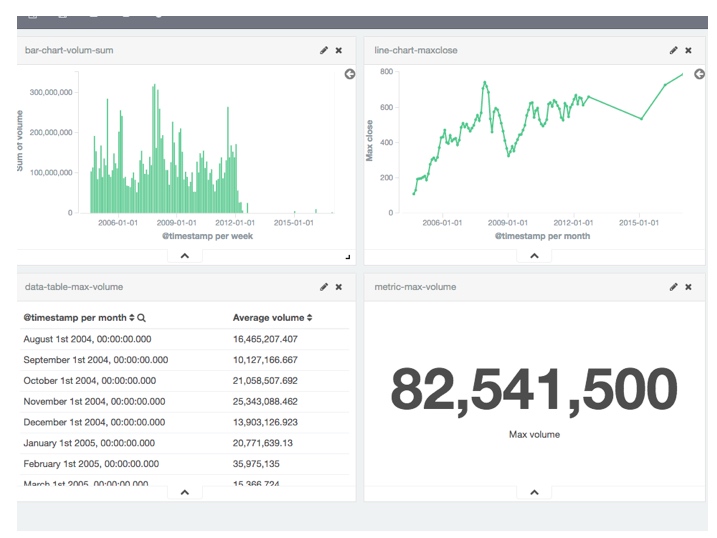 bar-chart-volum-sum
300,000,000
200,000,000
100,000,000
0
Sum of volume
2006-01-01 2009-01-01 2012-01-01 2015-01-01
@timestamp per week
line-chart-maxclose
800
600
400
200
0
Max close
2006-01-01 2009-01-01 2012-01-01 2015-01-01
@timestamp per month
data-table-max-volume
@timestamp per month Average volume
August 1st 2004, 00:00:00.000 16,465,207.407
September 1st 2004, 00:00:00.000 10,127,166.667
October 1st 2004, 00:00:00.000 21,058,507.692
November 1st 2004, 00:00:00.000 25,343,088.462
December 1st 2004, 00:00:00.000 13,903,126.923
January 1st 2005, 00:00:00.000 20,771,639.13
February 1st 2005, 00:00:00.000 35,975,135
March 1st 2005, 00:00:00.000 15,366,724
metric-max-volume
82,541,500
Max volume